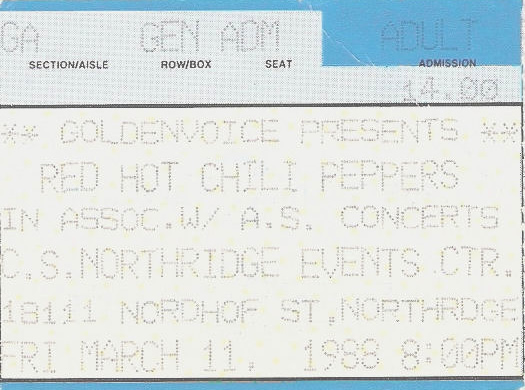 GA GEN ADM ADULT
SECTION/AISLE ROW/BOX SEAT ADMISSION
14.00
** GOLDENVOICE PRESENTS **
RED HOT CHILI PEPPERS
IN ASSOC.W/ A.S. CONCERTS
C.S.NORTHRIDGE EVENTS CTR.
18111 NORDHOF ST.NORTHRDGE
FRI MARCH 11, 1988 8:00PM